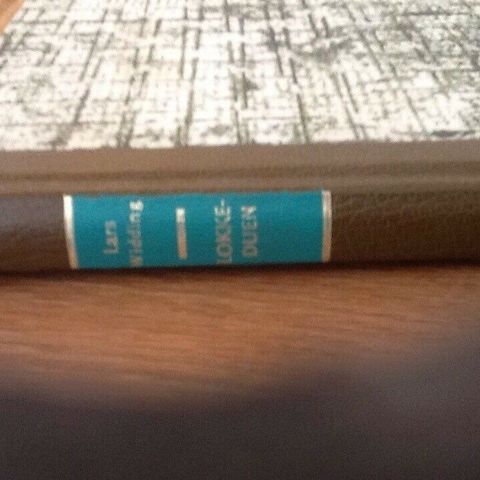 Lars
Widding
LOKKE-
DUEN